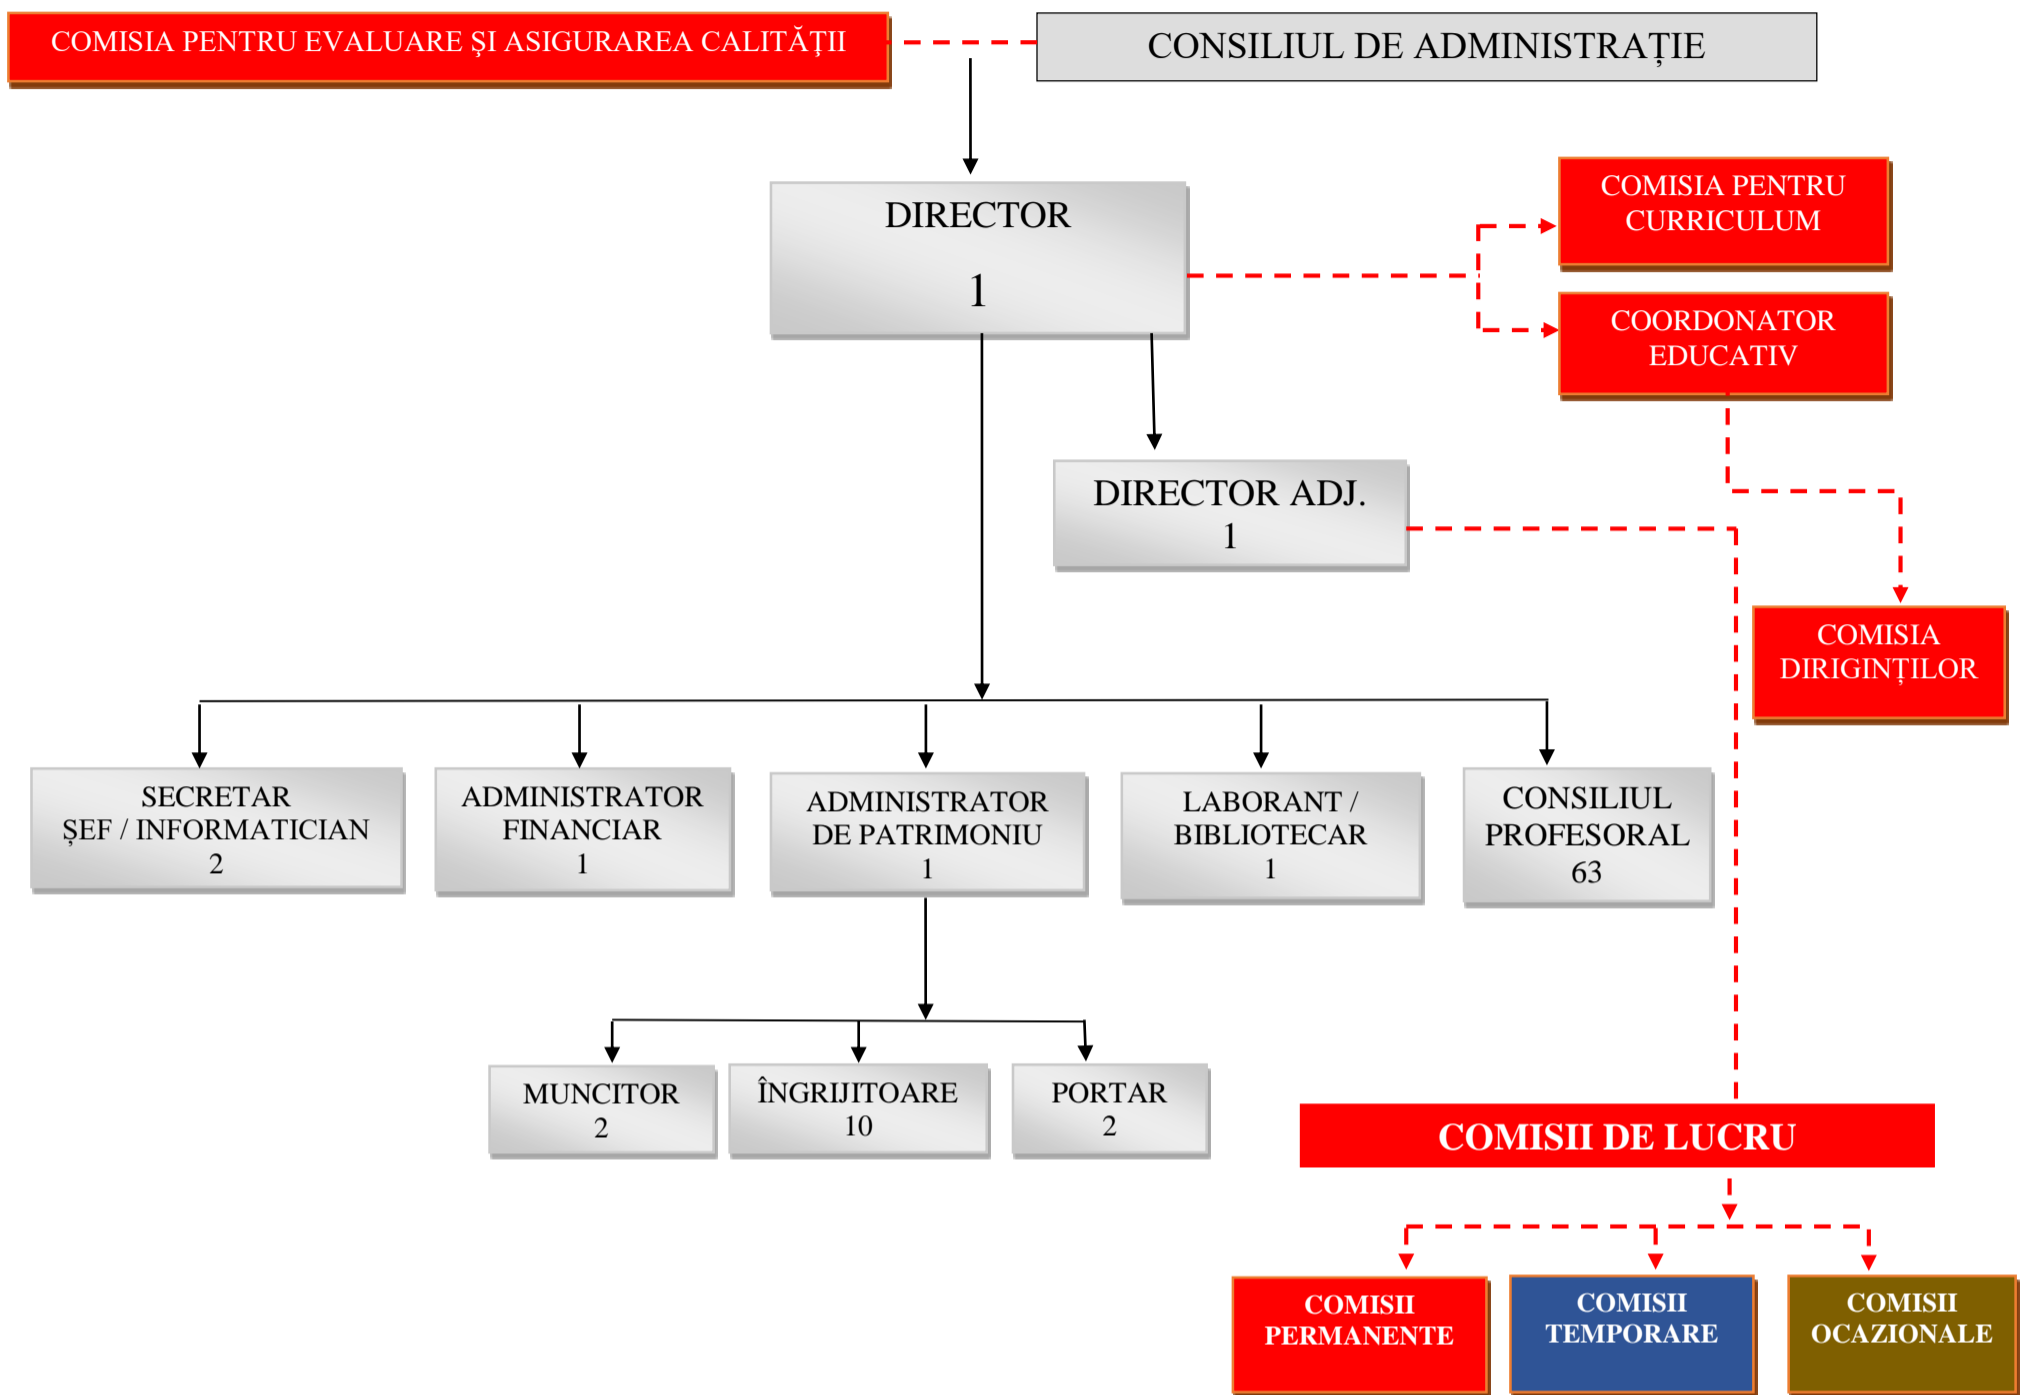 COMISIA PENTRU EVALUARE ŞI ASIGURAREA CALITĂŢII
CONSILIUL DE ADMINISTRAȚIE
DIRECTOR
1
COMISIA PENTRU
CURRICULUM
COORDONATOR
EDUCATIV
DIRECTOR ADJ.
1
COMISIA
DIRIGINȚILOR
SECRETAR
ȘEF / INFORMATICIAN
2
ADMINISTRATOR
FINANCIAR
1
ADMINISTRATOR
DE PATRIMONIU
1
LABORANT /
BIBLIOTECAR
1
CONSILIUL
PROFESORAL
63
MUNCITOR
2
ÎNGRIJITOARE
10
PORTAR
2
COMISII DE LUCRU
COMISII
PERMANENTE
COMISII
TEMPORARE
COMISII
OCAZIONALE